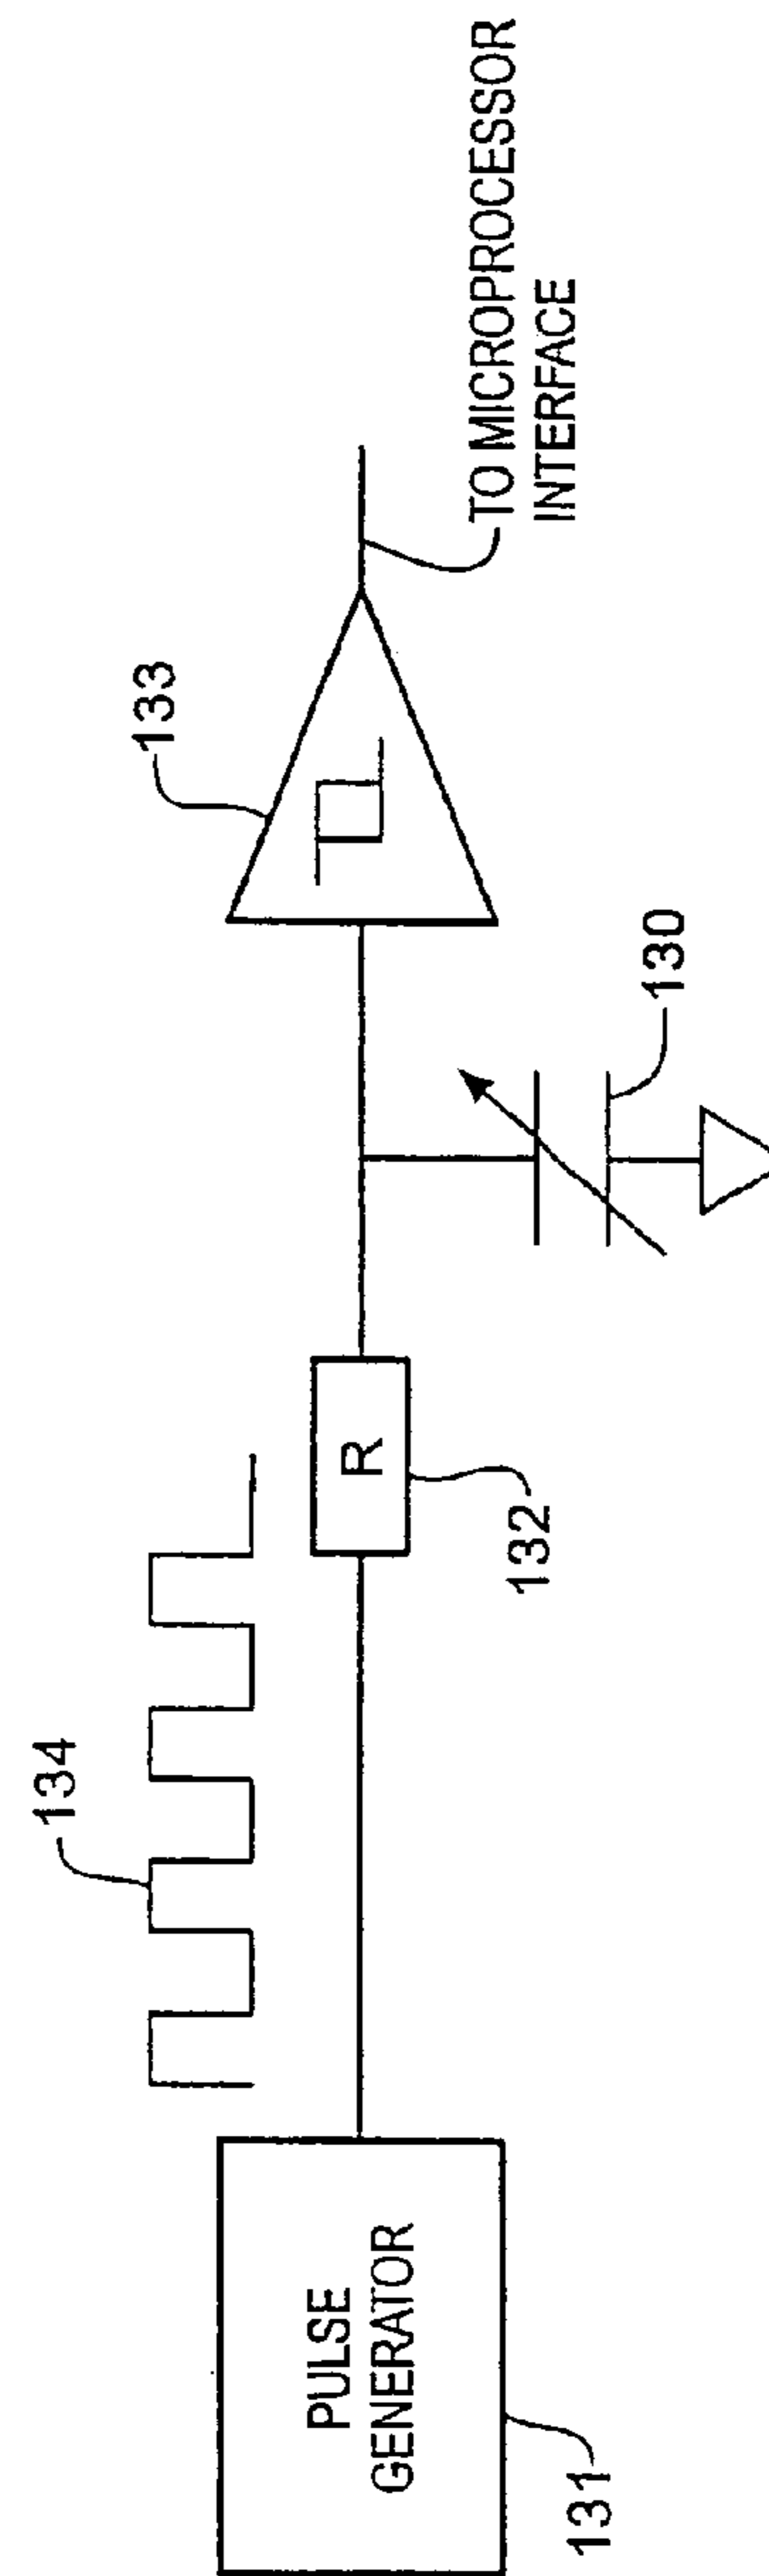 134
133
PULSE
GENERATOR
R
TO MICROPROCESSOR
INTERFACE
131
132
130